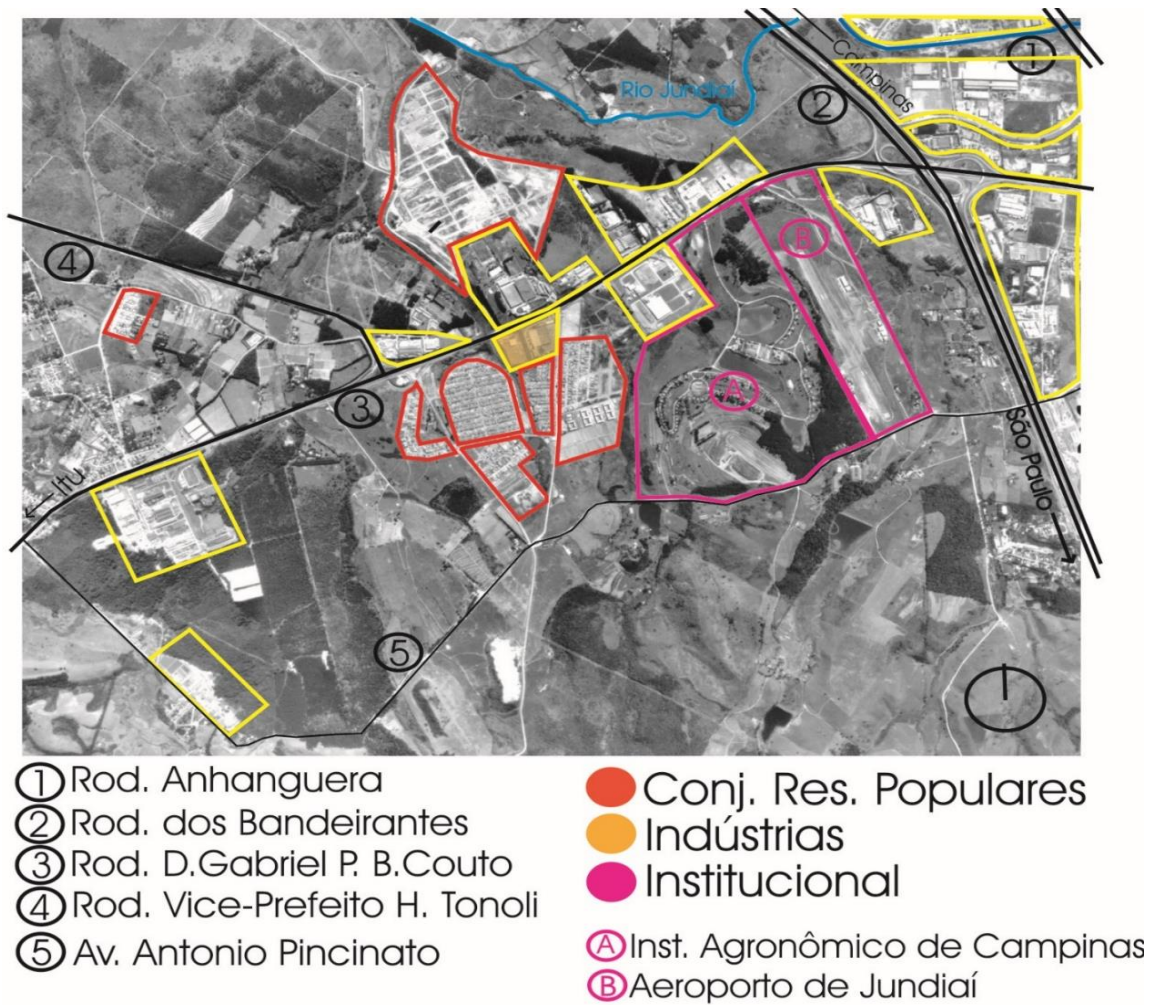 Campinas
1
Rio Jundiaí
2
B
4
A
3
← Itu
São Paulo →
5
1 Rod. Anhanguera
2 Rod. dos Bandeirantes
3 Rod. D.Gabriel P. B.Couto
4 Rod. Vice-Prefeito H. Tonoli
5 Av. Antonio Pincinato
Conj. Res. Populares
Indústrias
Institucional
A Inst. Agronômico de Campinas
B Aeroporto de Jundiaí